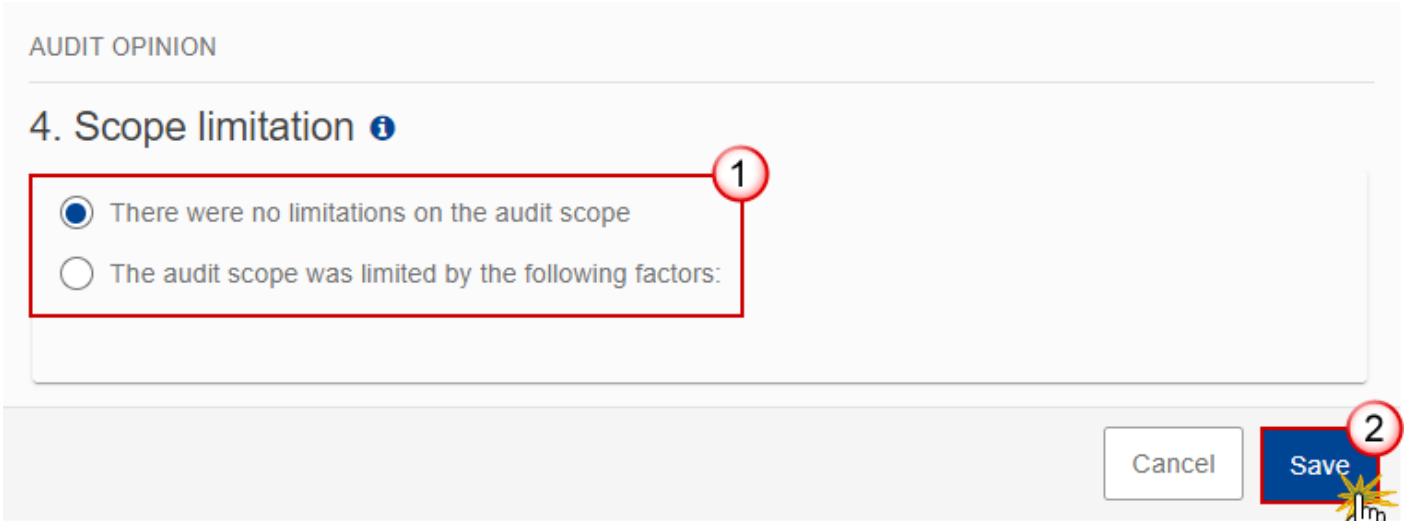 AUDIT OPINION
4. Scope limitation
1
There were no limitations on the audit scope
The audit scope was limited by the following factors:
2
Cancel
Save